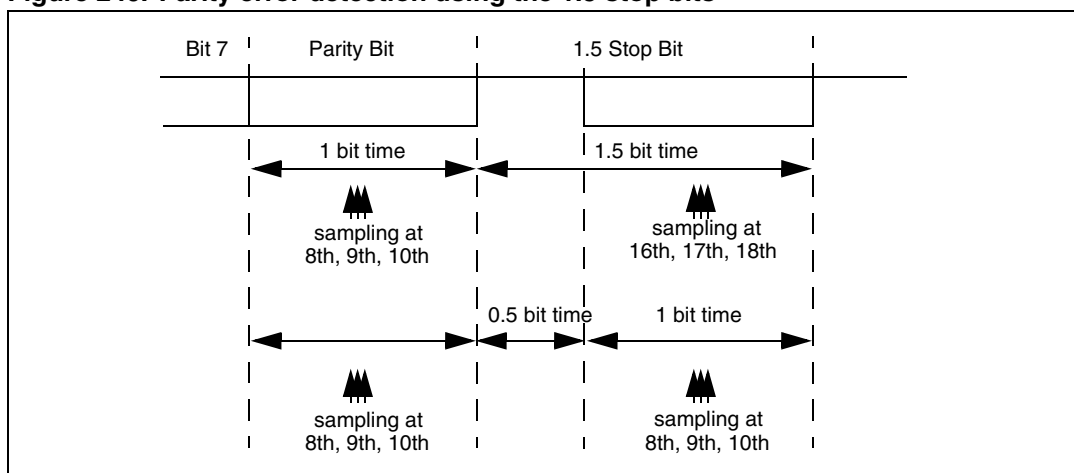 Parity error detection using the 1.5 stop bits
Bit 7 Parity Bit 1.5 Stop Bit
1 bit time 1.5 bit time
sampling at
8th, 9th, 10th
sampling at
16th, 17th, 18th
0.5 bit time 1 bit time
sampling at
8th, 9th, 10th
sampling at
8th, 9th, 10th